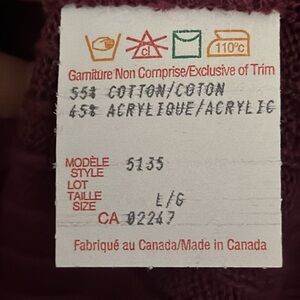 cl 110°c
Garniture Non Comprise/Exclusive of Trim
55% COTTON/COTON
45% ACRYLIQUE/ACRYLIC
MODÈLE
STYLE 5135
LOT
TAILLE
SIZE L/G
CA 02247
Fabriqué au Canada/Made in Canada